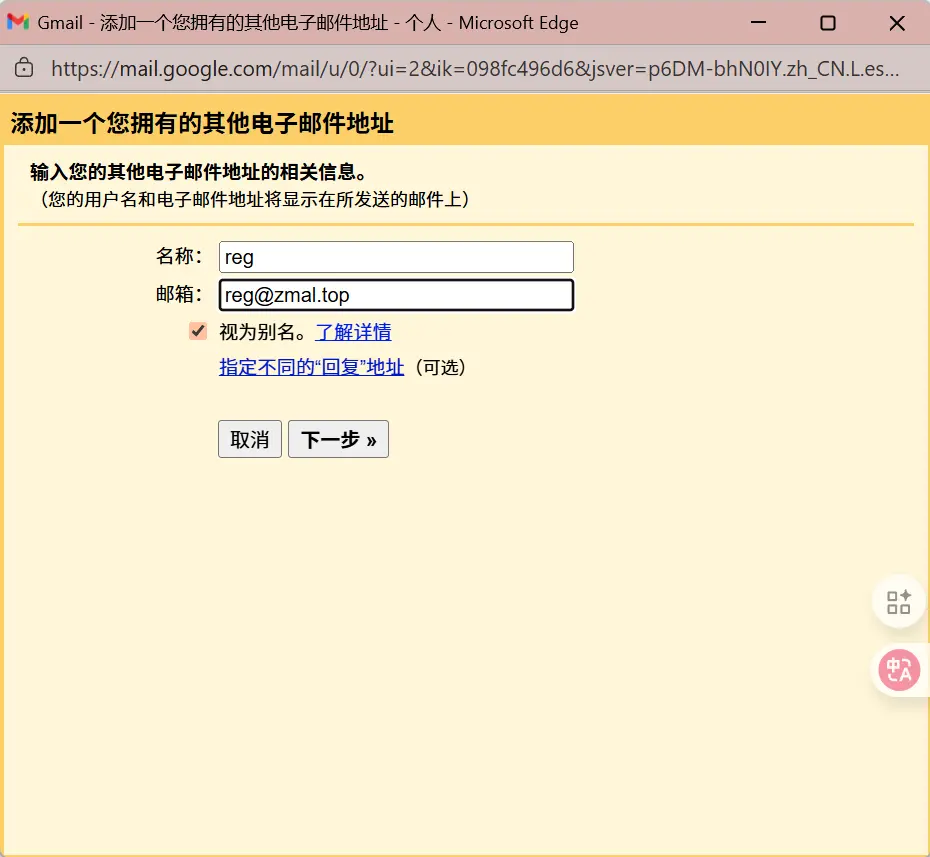 Gmail - 添加一个您拥有的其他电子邮件地址 - 个人 - Microsoft Edge
https://mail.google.com/mail/u/0/?ui=2&ik=098fc496d6&jsver=p6DM-bhN0IY.zh_CN.L.es...
添加一个您拥有的其他电子邮件地址
输入您的其他电子邮件地址的相关信息。
（您的用户名和电子邮件地址将显示在所发送的邮件上）
名称： reg
邮箱： reg@zmal.top
视为别名。了解详情
指定不同的“回复”地址（可选）
取消 下一步 »
中A